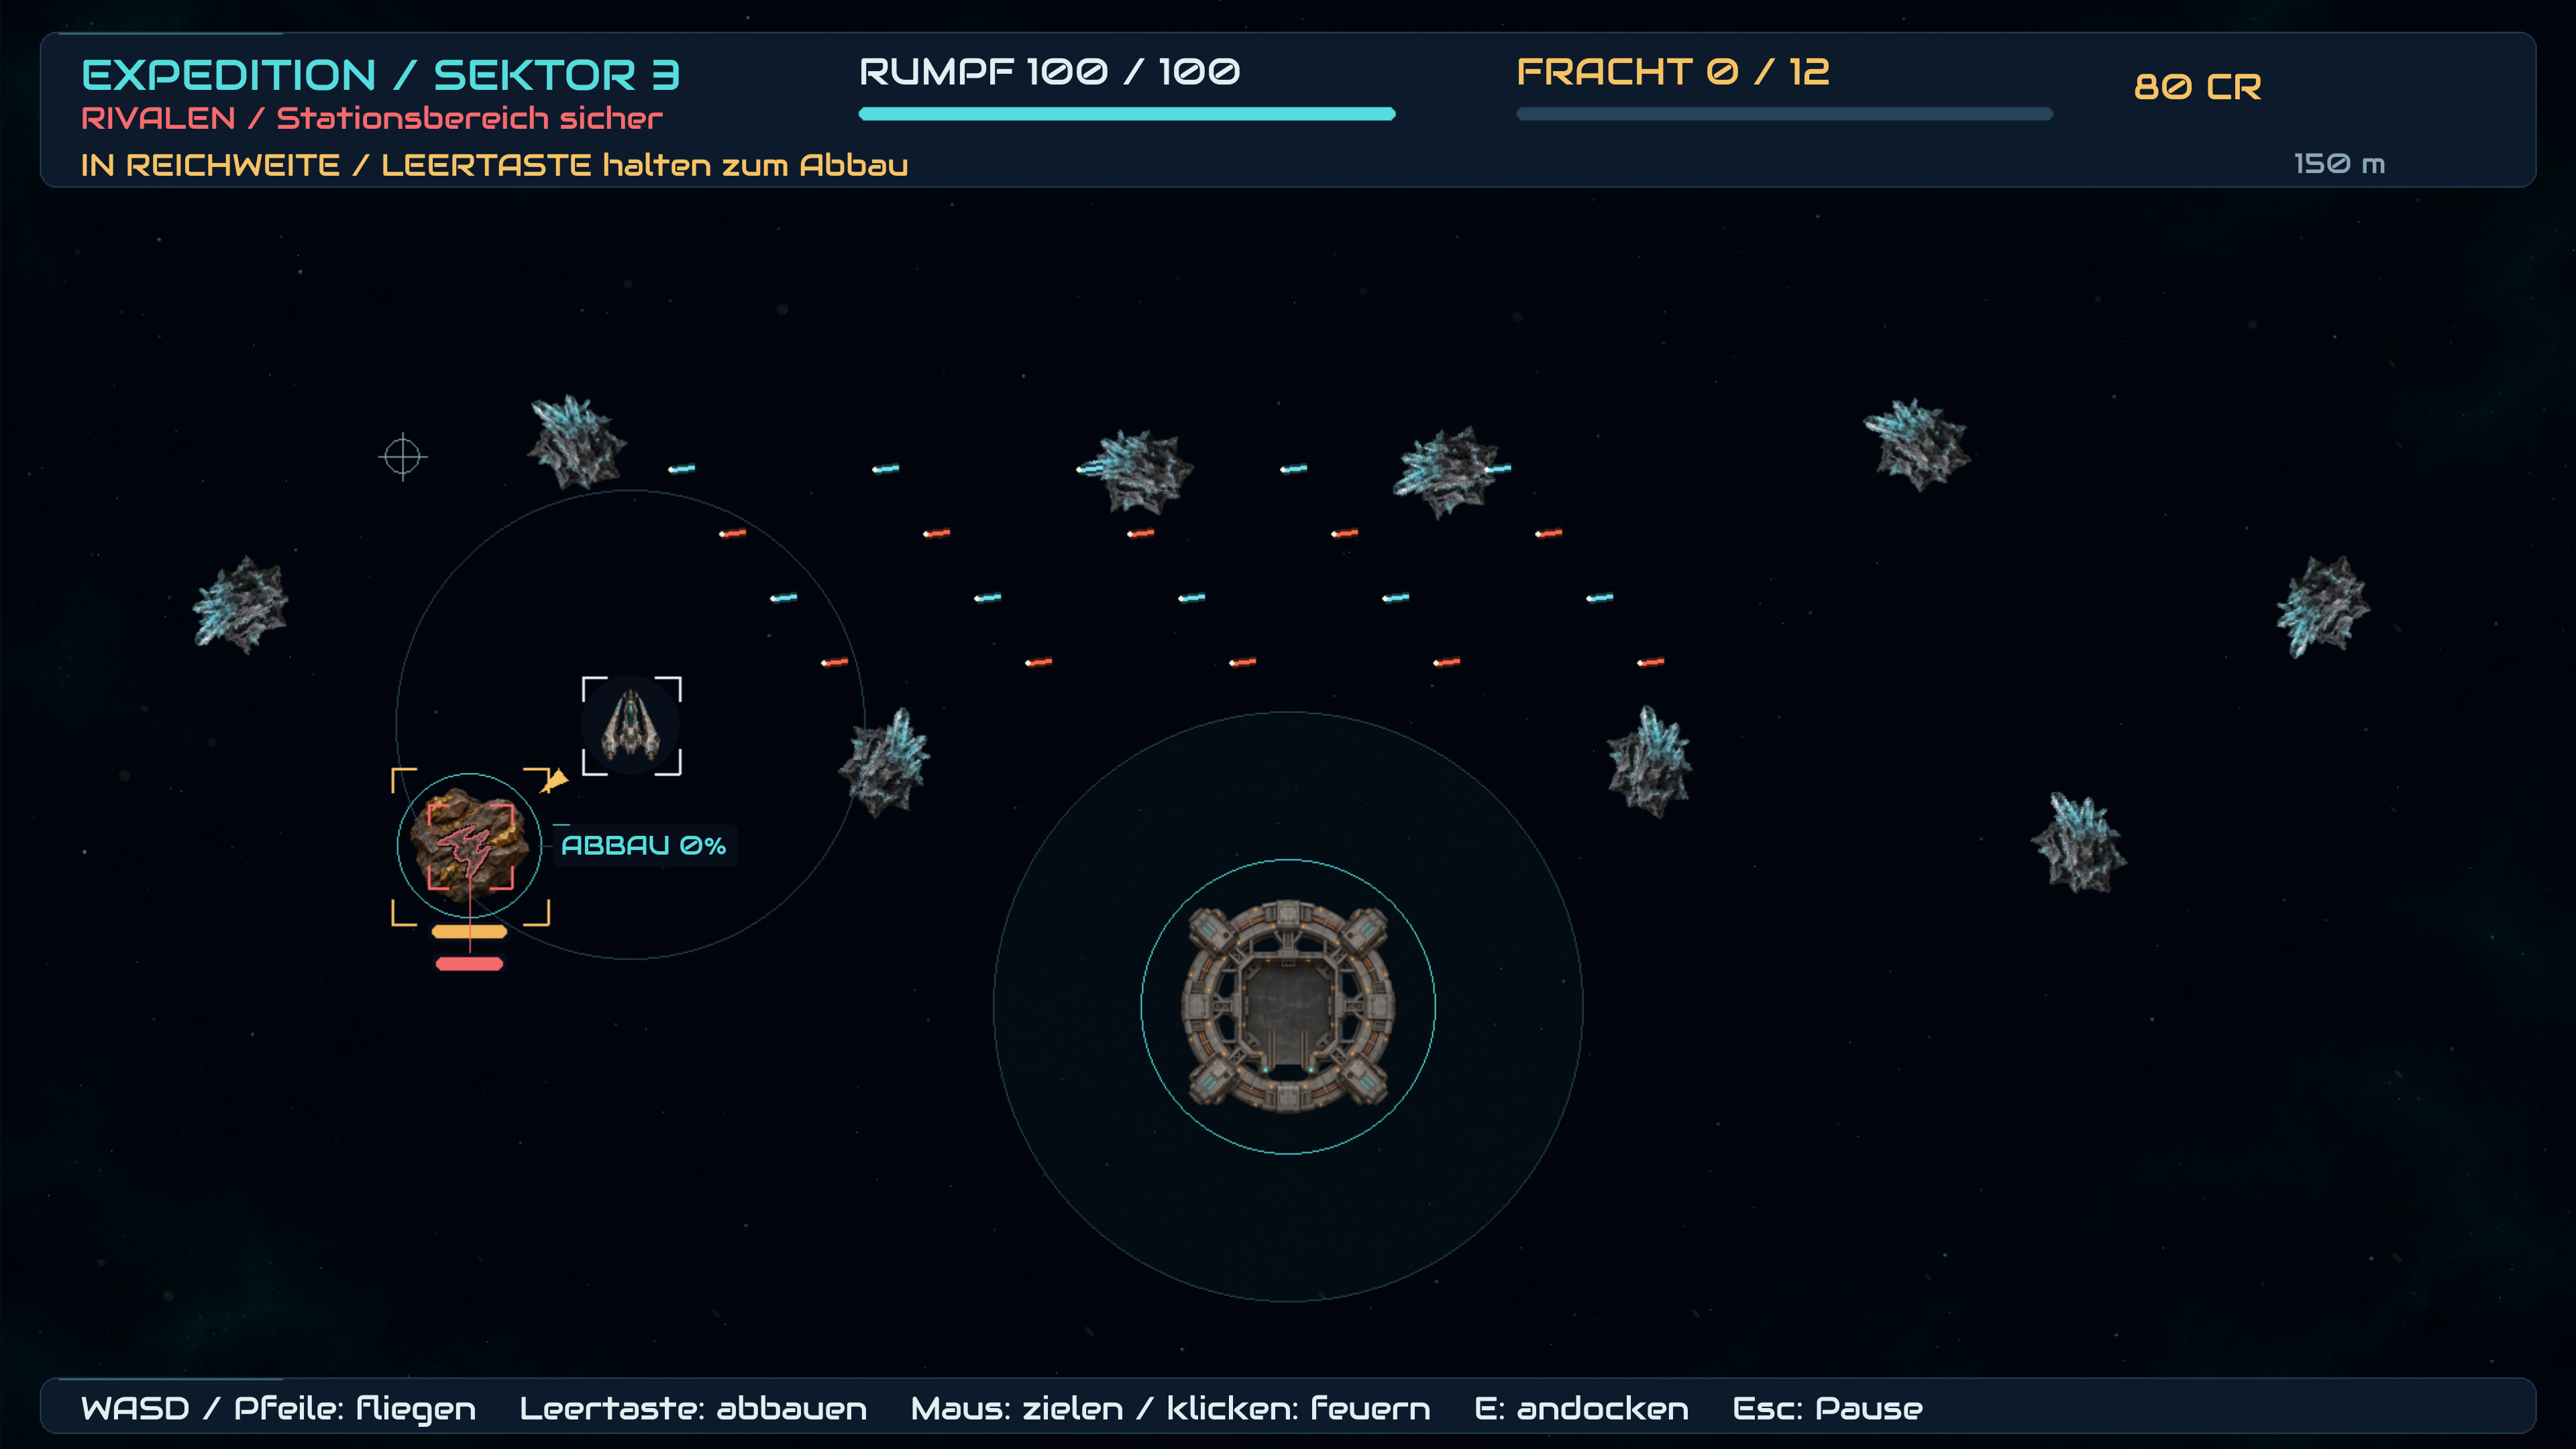 EXPEDITION / SEKTOR 3
RIVALEN / Stationsbereich sicher
IN REICHWEITE / LEERTASTE halten zum Abbau
RUMPF 100 / 100
FRACHT 0 / 12
80 CR
150 m
ABBAU 0%
WASD / Pfeile: fliegen Leertaste: abbauen Maus: zielen / klicken: feuern E: andocken Esc: Pause